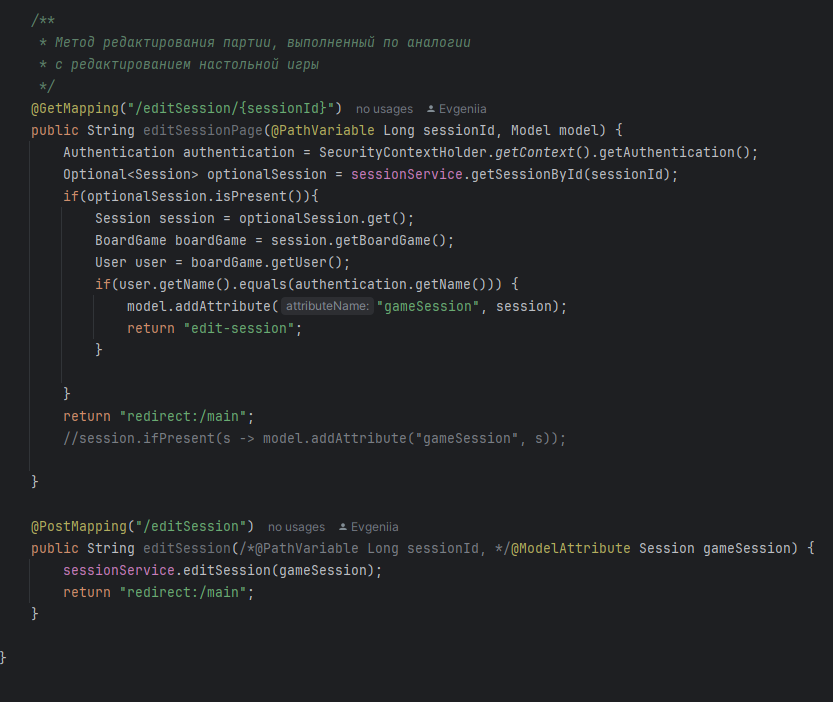 /**
* Метод редактирования партии, выполненный по аналогии
* с редактированием настольной игры
*/
@GetMapping("/editSession/{sessionId}") no usages Evgeniia
public String editSessionPage(@PathVariable Long sessionId, Model model) {
Authentication authentication = SecurityContextHolder.getContext().getAuthentication();
Optional<Session> optionalSession = sessionService.getSessionById(sessionId);
if(optionalSession.isPresent()){
Session session = optionalSession.get();
BoardGame boardGame = session.getBoardGame();
User user = boardGame.getUser();
if(user.getName().equals(authentication.getName())) {
model.addAttribute( attributeName: "gameSession", session);
return "edit-session";
}
}
return "redirect:/main";
//session.ifPresent(s -> model.addAttribute("gameSession", s));
}
@PostMapping("/editSession") no usages Evgeniia
public String editSession(/*@PathVariable Long sessionId, */@ModelAttribute Session gameSession) {
sessionService.editSession(gameSession);
return "redirect:/main";
}
}